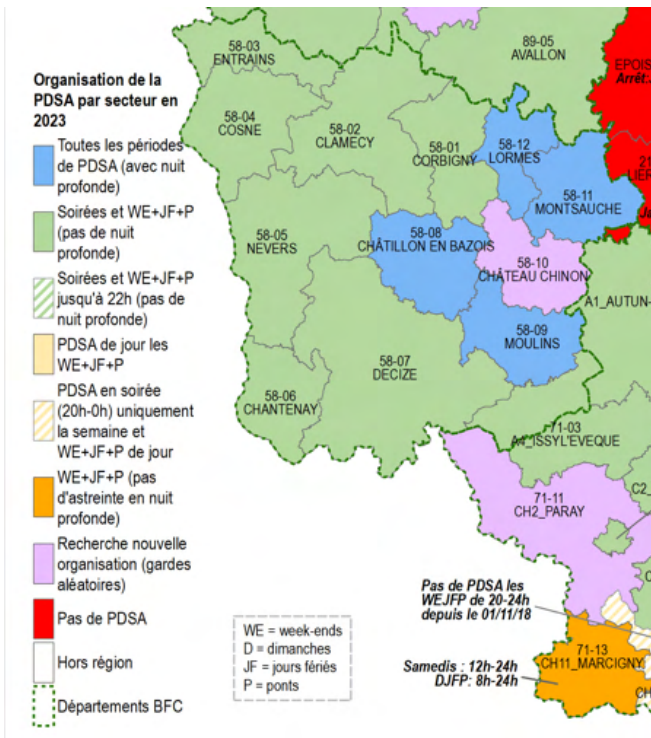 Organisation de la
PDSA par secteur en
2023
Toutes les périodes
de PDSA (avec nuit
profonde)
Soirées et WE+JF+P
(pas de nuit
profonde)
Soirées et WE+JF+P
jusqu'à 22h (pas de
nuit profonde)
PDSA de jour les
WE+JF+P
PDSA en soirée
(20h-0h) uniquement
la semaine et
WE+JF+P de jour
WE+JF+P (pas
d'astreinte en nuit
profonde)
Recherche nouvelle
organisation (gardes
aléatoires)
Pas de PDSA
Hors région
Départements BFC
58-03
ENTRAINS
89-05
AVALLON
EPOIS
Arrêt:
58-04
COSNE
58-02
CLAMECY
58-01
CORBIGNY
58-12
LORMES
21
LIER
58-11
MONTSAUCHE
58-05
NEVERS
58-08
CHÂTILLON EN BAZOIS
58-10
CHÂTEAU CHINON
A1_AUTUN-
58-09
MOULINS
58-07
DECIZE
58-06
CHANTENAY
71-03
A4_ISSYL'EVEQUE
C2_
71-11
CH2_PARAY
Pas de PDSA les
WEJFP de 20-24h
depuis le 01/11/18
WE = week-ends
D = dimanches
JF = jours fériés
P = ponts
71-13
CH11_MARCIGNY
Samedis : 12h-24h
DJFP: 8h-24h
CH